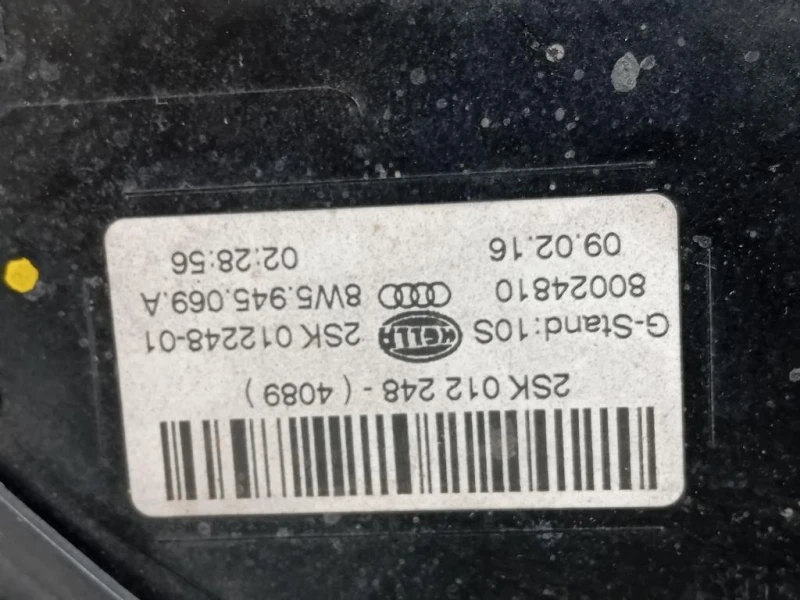 2SK 012 248 - ( 4089 )
G-Stand:10S HELLA 2SK 012248-01
80024810 8W5.945.069.A
09.02.16 02:28:56